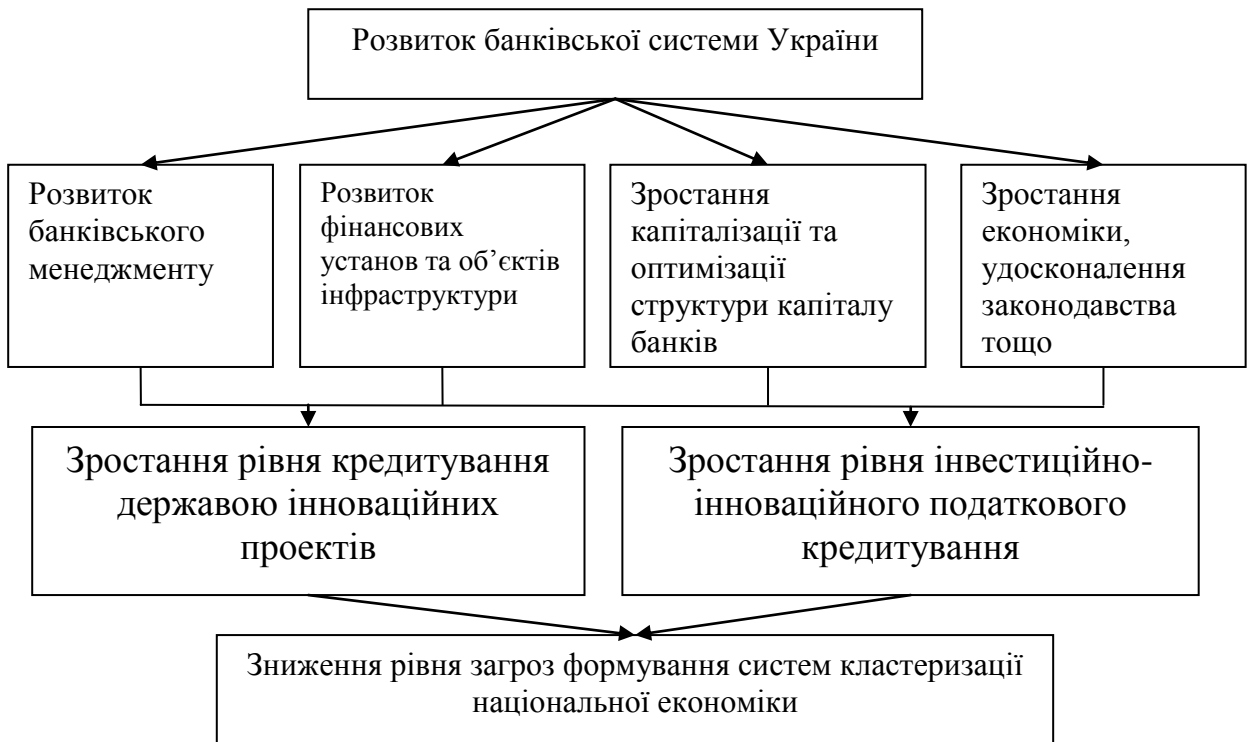 Розвиток банківської системи України
Розвиток
банківського
менеджменту
Розвиток
фінансових
установ та об’єктів
інфраструктури
Зростання
капіталізації та
оптимізації
структури капіталу
банків
Зростання
економіки,
удосконалення
законодавства
тощо
Зростання рівня кредитування
державою інноваційних
проектів
Зростання рівня інвестиційно-
інноваційного податкового
кредитування
Зниження рівня загроз формування систем кластеризації
національної економіки